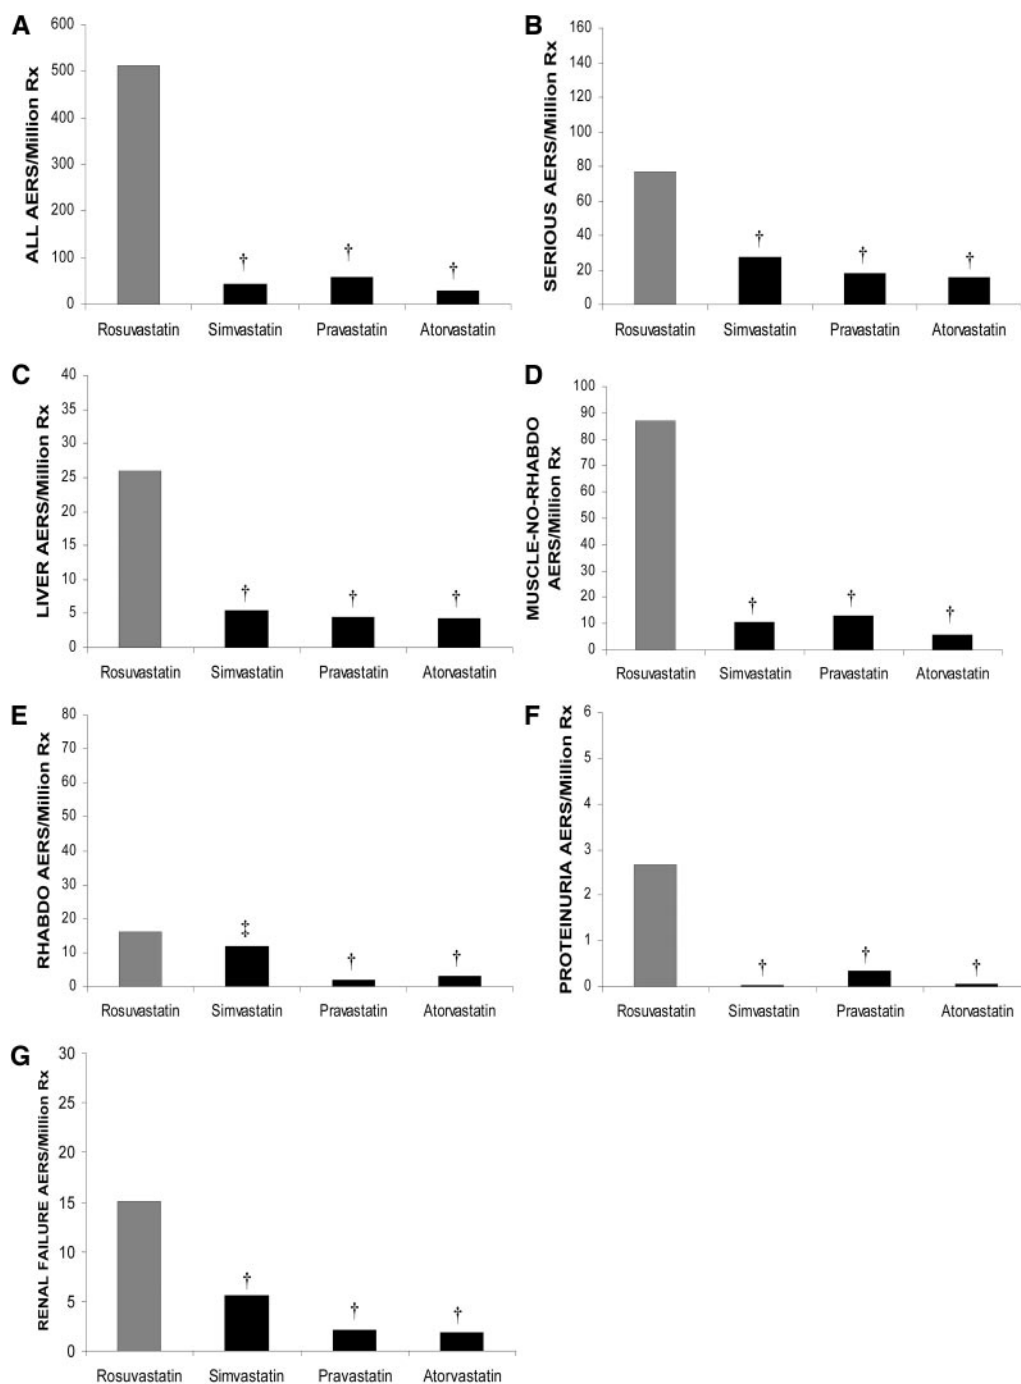 A
ALL AERS/Million Rx
600
500
400
300
200
100
0
†
†
†
Rosuvastatin
Simvastatin
Pravastatin
Atorvastatin
B
SERIOUS AERS/Million Rx
160
140
120
100
80
60
40
20
0
†
†
†
Rosuvastatin
Simvastatin
Pravastatin
Atorvastatin
C
LIVER AERS/Million Rx
40
35
30
25
20
15
10
5
0
†
†
†
Rosuvastatin
Simvastatin
Pravastatin
Atorvastatin
D
MUSCLE-NO-RHABDO
AERS/Million Rx
100
90
80
70
60
50
40
30
20
10
0
†
†
†
Rosuvastatin
Simvastatin
Pravastatin
Atorvastatin
E
RHABDO AERS/Million Rx
80
70
60
50
40
30
20
10
0
‡
†
†
Rosuvastatin
Simvastatin
Pravastatin
Atorvastatin
F
PROTEINURIA AERS/Million Rx
6
5
4
3
2
1
0
†
†
†
Rosuvastatin
Simvastatin
Pravastatin
Atorvastatin
G
RENAL FAILURE AERS/Million Rx
30
25
20
15
10
5
0
†
†
†
Rosuvastatin
Simvastatin
Pravastatin
Atorvastatin